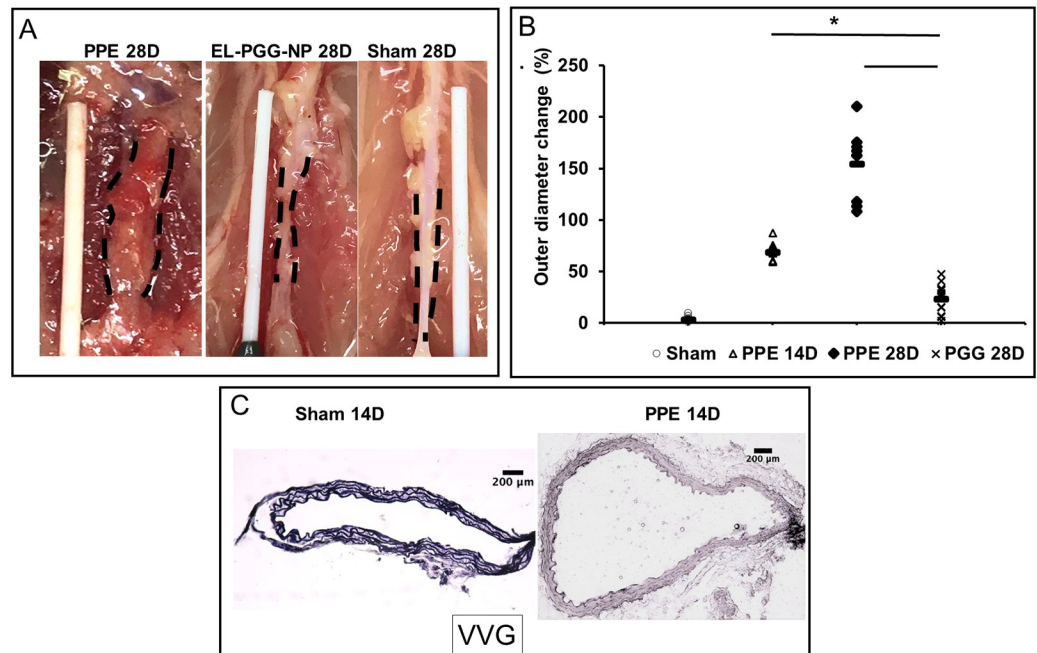 A
PPE 28D EL-PGG-NP 28D Sham 28D
B
*
Outer diameter change (%)
250
200
150
100
50
0
○ Sham △ PPE 14D ◆ PPE 28D × PGG 28D
C
Sham 14D PPE 14D
200 µm
200 µm
VVG